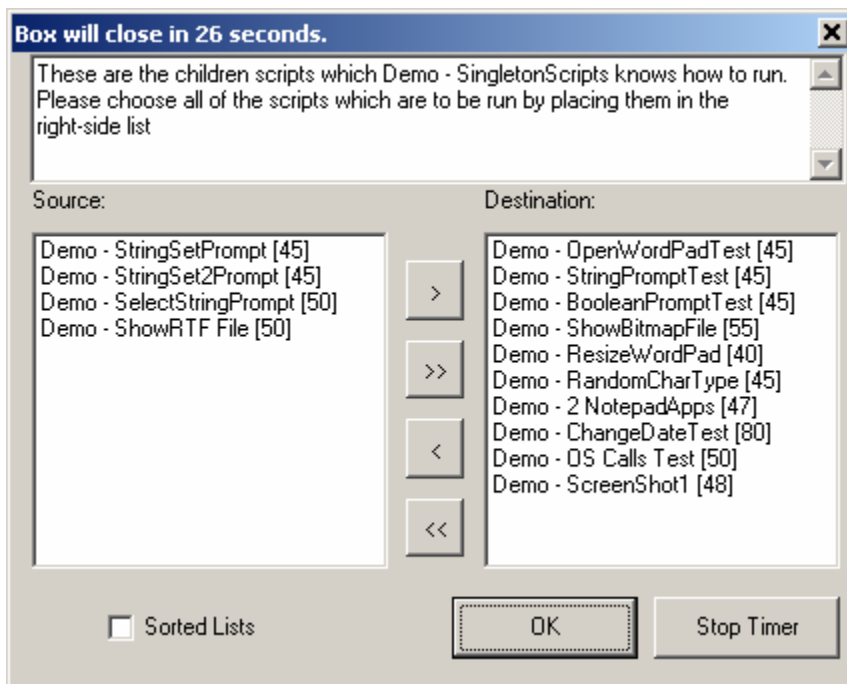 Box will close in 26 seconds.
These are the children scripts which Demo - SingletonScripts knows how to run.
Please choose all of the scripts which are to be run by placing them in the
right-side list
Source:
Demo - StringSetPrompt [45]
Demo - StringSet2Prompt [45]
Demo - SelectStringPrompt [50]
Demo - ShowRTF File [50]
>
>>
<
<<
Destination:
Demo - OpenWordPadTest [45]
Demo - StringPromptTest [45]
Demo - BooleanPromptTest [45]
Demo - ShowBitmapFile [55]
Demo - ResizeWordPad [40]
Demo - RandomCharType [45]
Demo - 2 NotepadApps [47]
Demo - ChangeDateTest [80]
Demo - OS Calls Test [50]
Demo - ScreenShot1 [48]
Sorted Lists
OK
Stop Timer